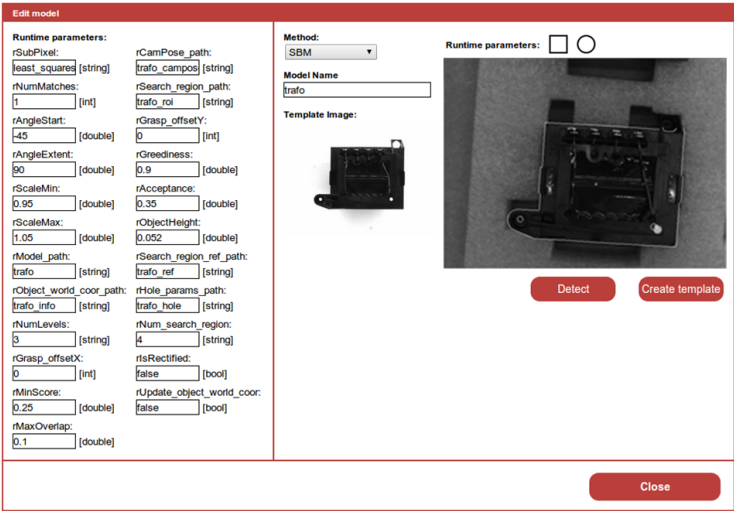 Edit model
Runtime parameters:
rSubPixel:
least_squares [string]
rNumMatches:
1 [int]
rAngleStart:
-45 [double]
rAngleExtent:
90 [double]
rScaleMin:
0.95 [double]
rScaleMax:
1.05 [double]
rModel_path:
trafo [string]
rObject_world_coor_path:
trafo_info [string]
rNumLevels:
3 [string]
rGrasp_offsetX:
0 [int]
rMinScore:
0.25 [double]
rMaxOverlap:
0.1 [double]
rCamPose_path:
trafo_campos [string]
rSearch_region_path:
trafo_roi [string]
rGrasp_offsetY:
0 [int]
rGreediness:
0.9 [double]
rAcceptance:
0.35 [double]
rObjectHeight:
0.052 [double]
rSearch_region_ref_path:
trafo_ref [string]
rHole_params_path:
trafo_hole [string]
rNum_search_region:
4 [string]
rIsRectified:
false [bool]
rUpdate_object_world_coor:
false [bool]
Method:
SBM
Model Name
trafo
Template Image:
Runtime parameters:
Detect
Create template
Close